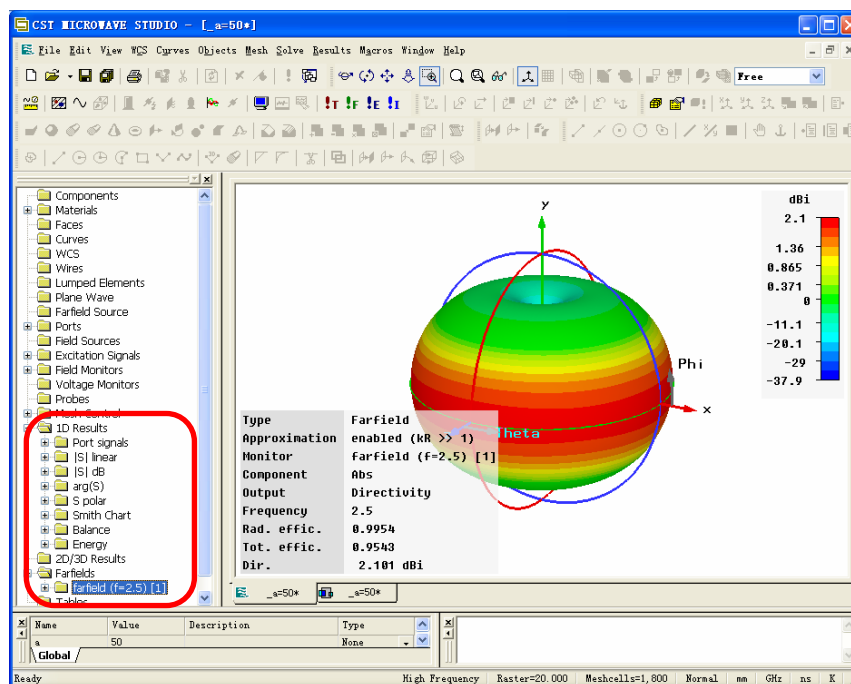 CST MICROWAVE STUDIO - [_a=50*]
File Edit View WCS Curves Objects Mesh Solve Results Macros Window Help
Free
!T !F !E !I
Components
Materials
Faces
Curves
WCS
Wires
Lumped Elements
Plane Wave
Farfield Source
Ports
Field Sources
Excitation Signals
Field Monitors
Voltage Monitors
Probes
Mesh Control
1D Results
Port signals
|S| linear
|S| dB
arg(S)
S polar
Smith Chart
Balance
Energy
2D/3D Results
Farfields
farfield (f=2.5) [1]
Tables
y
Phi
x
Theta
dBi
2.1
1.36
0.865
0.371
0
-11.1
-20.1
-29
-37.9
Type Farfield
Approximation enabled (kR >> 1)
Monitor farfield (f=2.5) [1]
Component Abs
Output Directivity
Frequency 2.5
Rad. effic. 0.9954
Tot. effic. 0.9543
Dir. 2.101 dBi
_a=50* _a=50*
Name Value Description Type
a 50 None
Global
Ready High Frequency Raster=20.000 Meshcells=1,800 Normal mm GHz ns K